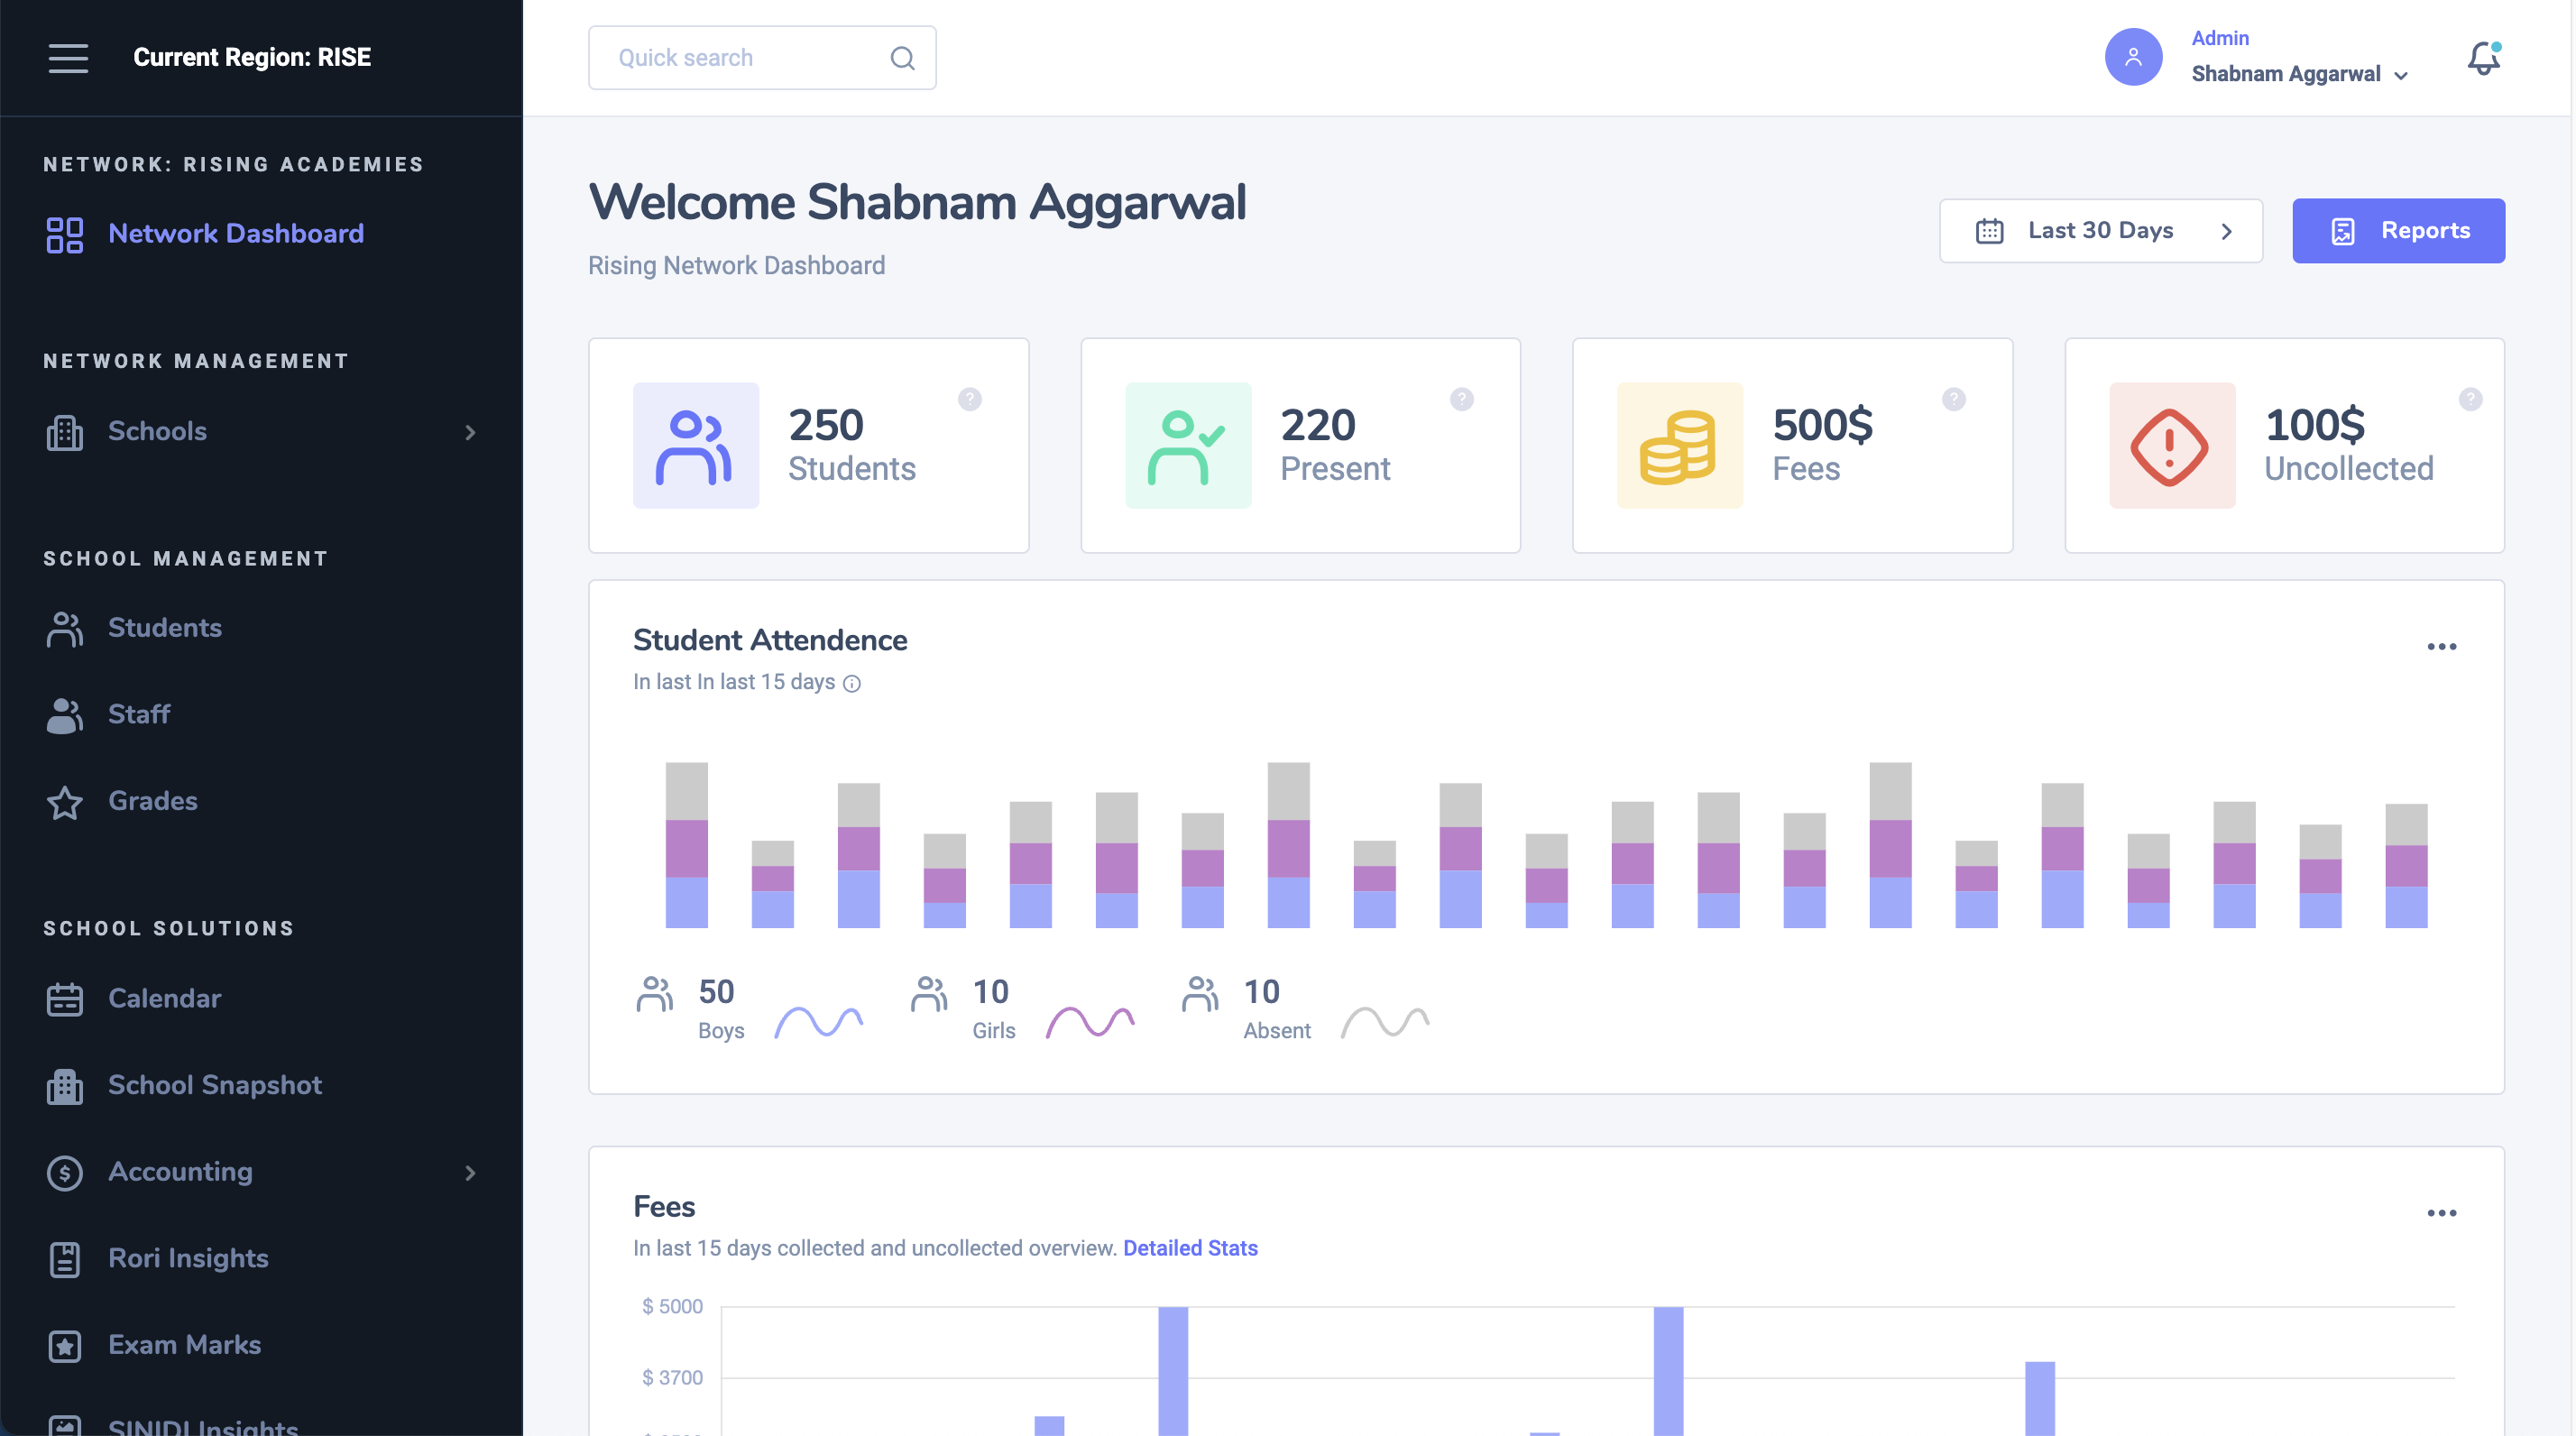 Current Region: RISE
NETWORK: RISING ACADEMIES
Network Dashboard
NETWORK MANAGEMENT
Schools
SCHOOL MANAGEMENT
Students
Staff
Grades
SCHOOL SOLUTIONS
Calendar
School Snapshot
Accounting
Rori Insights
Exam Marks
SINIDI Insights
Quick search
Admin
Shabnam Aggarwal
Welcome Shabnam Aggarwal
Rising Network Dashboard
Last 30 Days
Reports
250
Students
?
220
Present
?
500$
Fees
?
100$
Uncollected
?
Student Attendence
In last In last 15 days
50
Boys
10
Girls
10
Absent
Fees
In last 15 days collected and uncollected overview. Detailed Stats
$ 5000
$ 3700